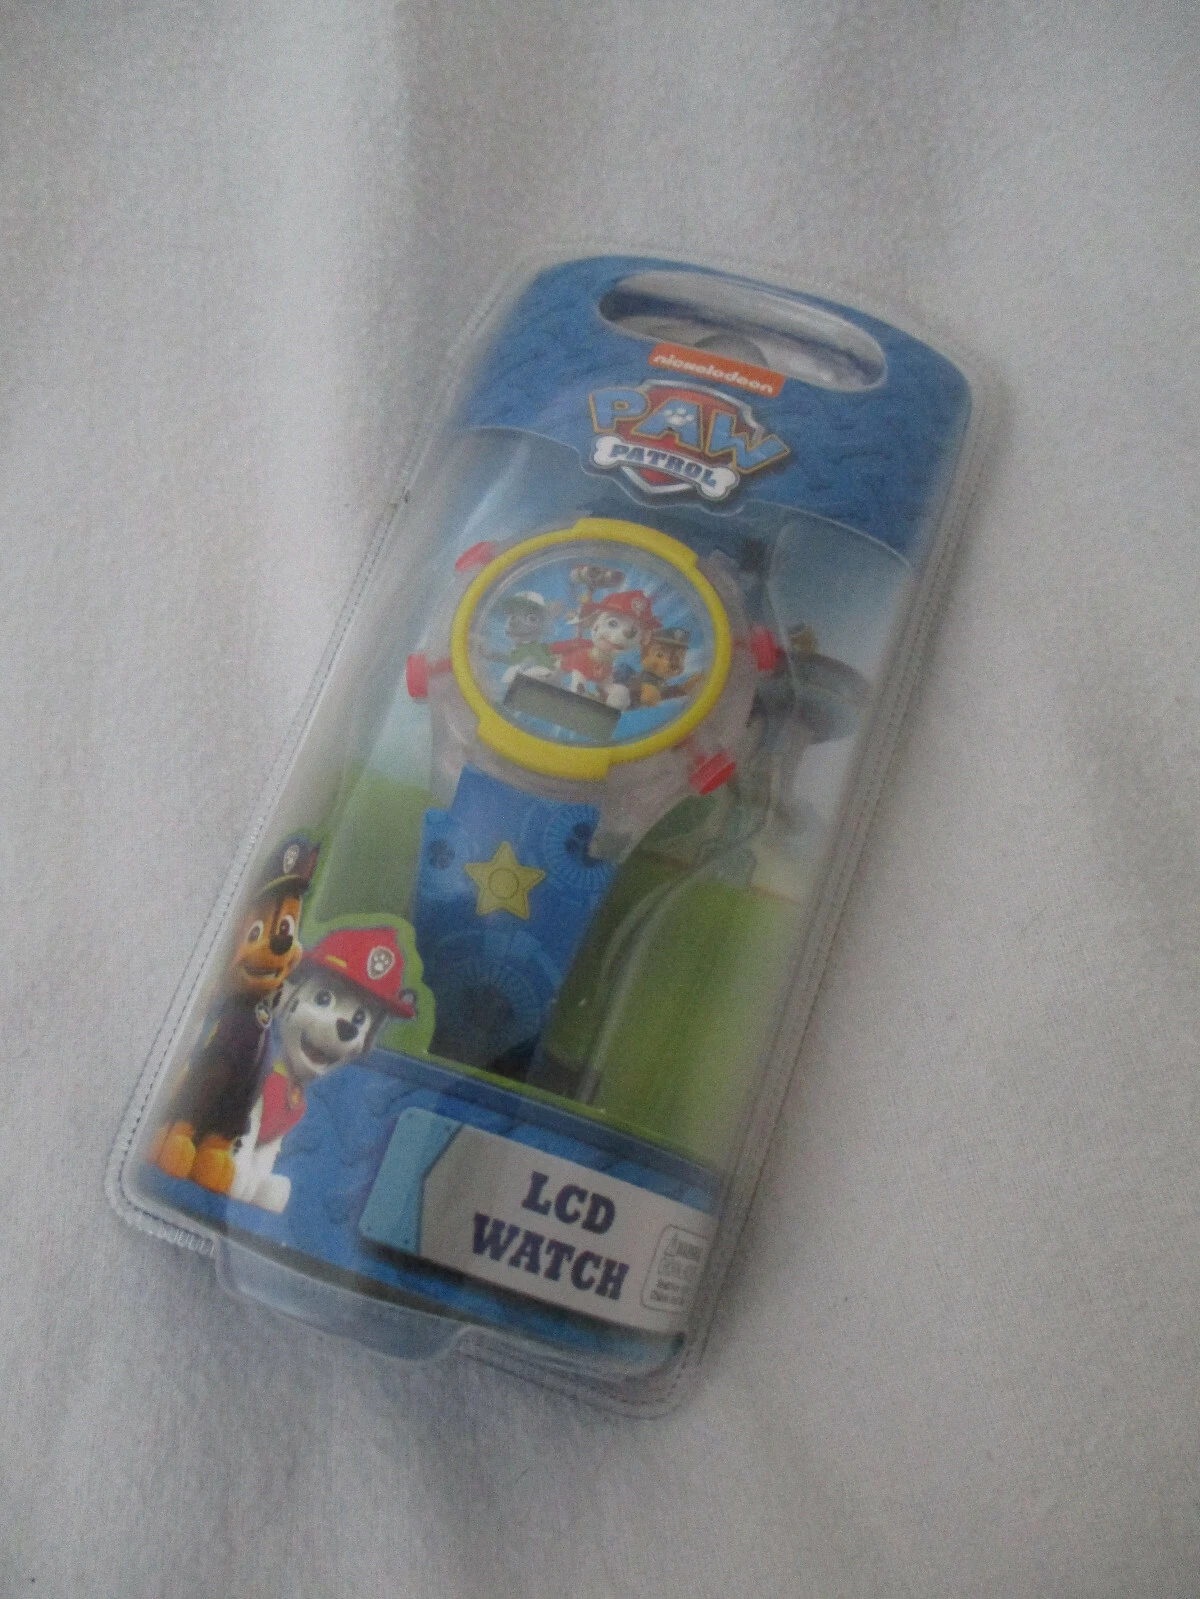 nickelodeon
PAW
PATROL
LCD
WATCH